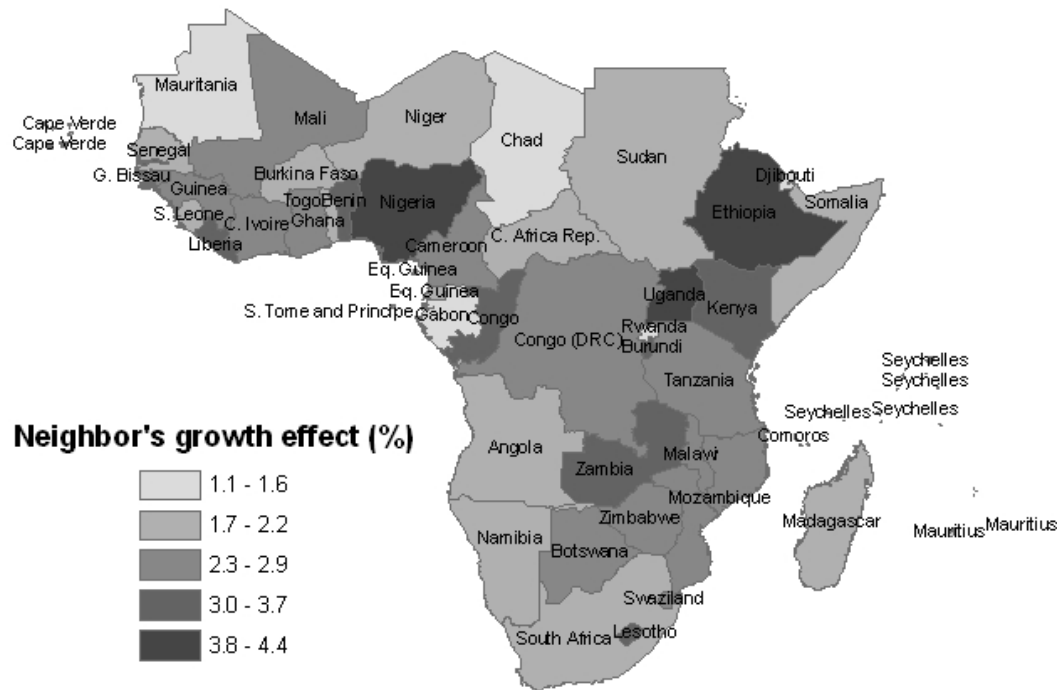 Mauritania
Mali
Niger
Chad
Sudan
Cape Verde
Cape Verde
Senegal
G. Bissau
Guinea
Burkina Faso
Djibouti
Somalia
S. Leone
C. Ivoire
Togo
Benin
Ghana
Nigeria
Ethiopia
Liberia
Cameroon
C. Africa Rep.
Eq. Guinea
Eq. Guinea
S. Tome and Principe
Gabon
Congo
Uganda
Kenya
Congo (DRC)
Rwanda
Burundi
Tanzania
Seychelles
Seychelles
Seychelles
Seychelles
Comoros
Neighbor's growth effect (%)
1.1 - 1.6
1.7 - 2.2
2.3 - 2.9
3.0 - 3.7
3.8 - 4.4
Angola
Zambia
Malawi
Mozambique
Zimbabwe
Namibia
Botswana
Madagascar
Mauritius
Mauritius
Swaziland
South Africa
Lesotho